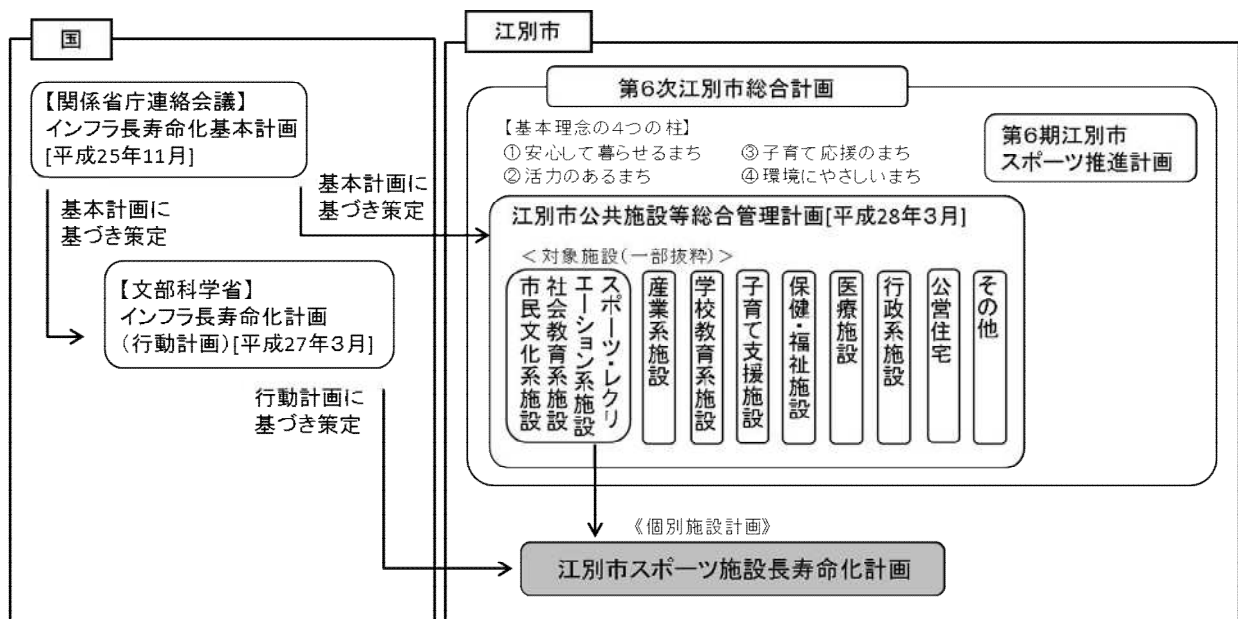 国
【関係省庁連絡会議】
インフラ長寿命化基本計画
[平成25年11月]
基本計画に
基づき策定
基本計画に
基づき策定
【文部科学省】
インフラ長寿命化計画
(行動計画)[平成27年3月]
行動計画に
基づき策定
江別市
第6次江別市総合計画
【基本理念の4つの柱】
①安心して暮らせるまち ③子育て応援のまち
②活力のあるまち ④環境にやさしいまち
第6期江別市
スポーツ推進計画
江別市公共施設等総合管理計画[平成28年3月]
＜対象施設(一部抜粋)＞
スポーツ・レクリ
エーション系施設
社会教育系施設
市民文化系施設
産業系施設
学校教育系施設
子育て支援施設
保健・福祉施設
医療施設
行政系施設
公営住宅
その他
《個別施設計画》
江別市スポーツ施設長寿命化計画